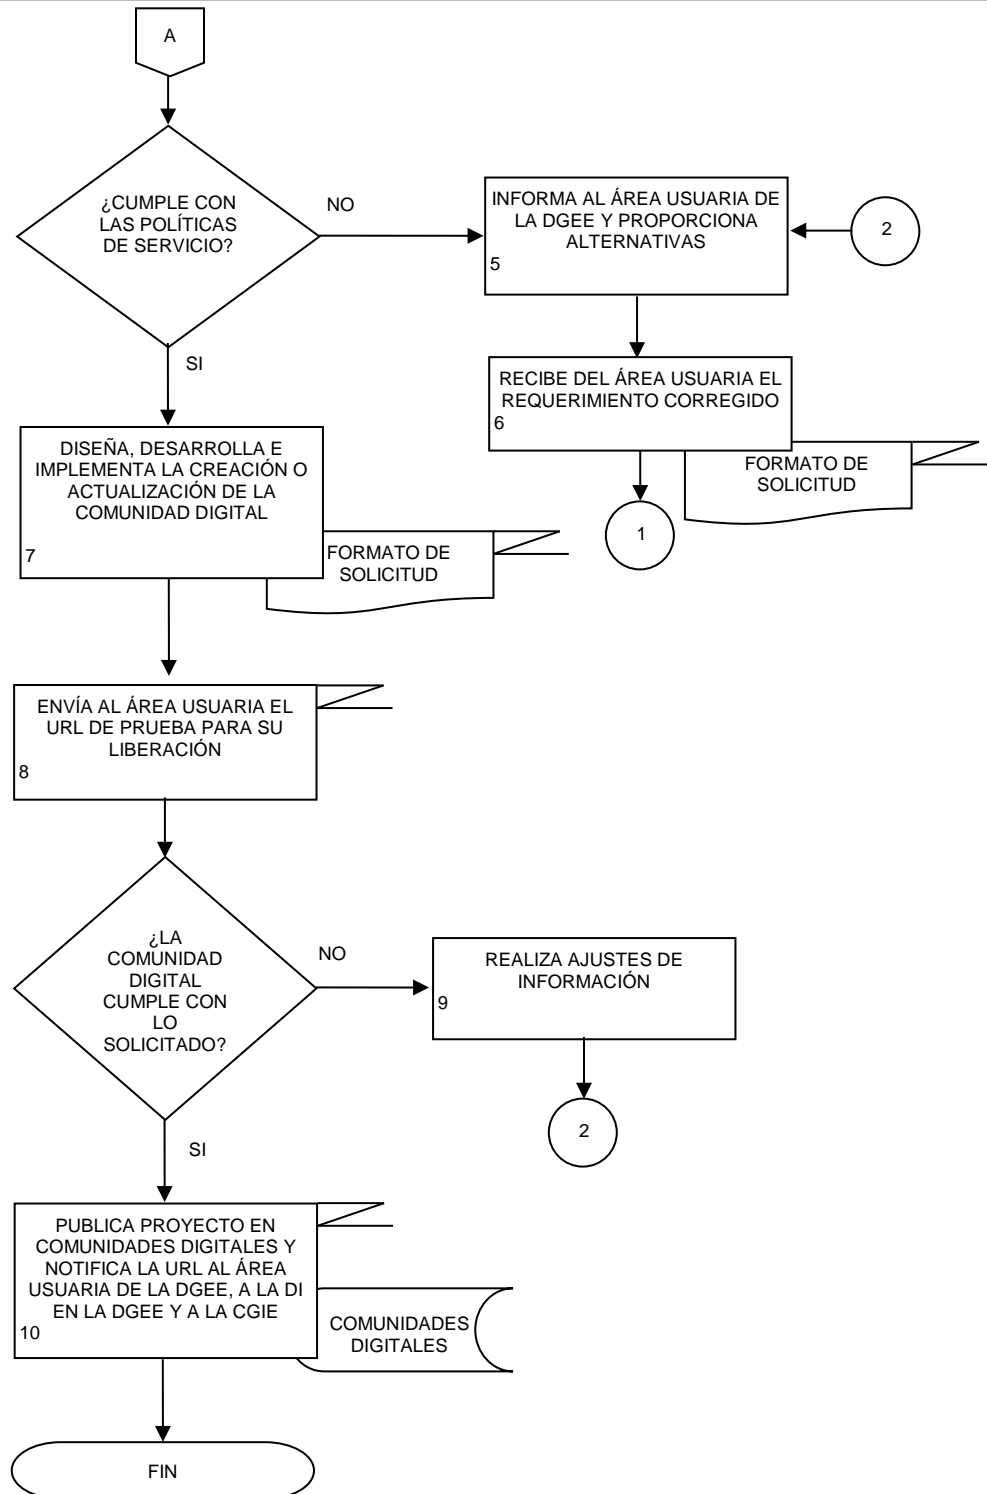 A
¿CUMPLE CON
LAS POLÍTICAS
DE SERVICIO?
NO
INFORMA AL ÁREA USUARIA DE
LA DGEE Y PROPORCIONA
ALTERNATIVAS
5
2
SI
RECIBE DEL ÁREA USUARIA EL
REQUERIMIENTO CORREGIDO
6
FORMATO DE
SOLICITUD
1
DISEÑA, DESARROLLA E
IMPLEMENTA LA CREACIÓN O
ACTUALIZACIÓN DE LA
COMUNIDAD DIGITAL
7
FORMATO DE
SOLICITUD
ENVÍA AL ÁREA USUARIA EL
URL DE PRUEBA PARA SU
LIBERACIÓN
8
¿LA
COMUNIDAD
DIGITAL
CUMPLE CON
LO
SOLICITADO?
NO
REALIZA AJUSTES DE
INFORMACIÓN
9
2
SI
PUBLICA PROYECTO EN
COMUNIDADES DIGITALES Y
NOTIFICA LA URL AL ÁREA
USUARIA DE LA DGEE, A LA DI
EN LA DGEE Y A LA CGIE
10
COMUNIDADES
DIGITALES
FIN